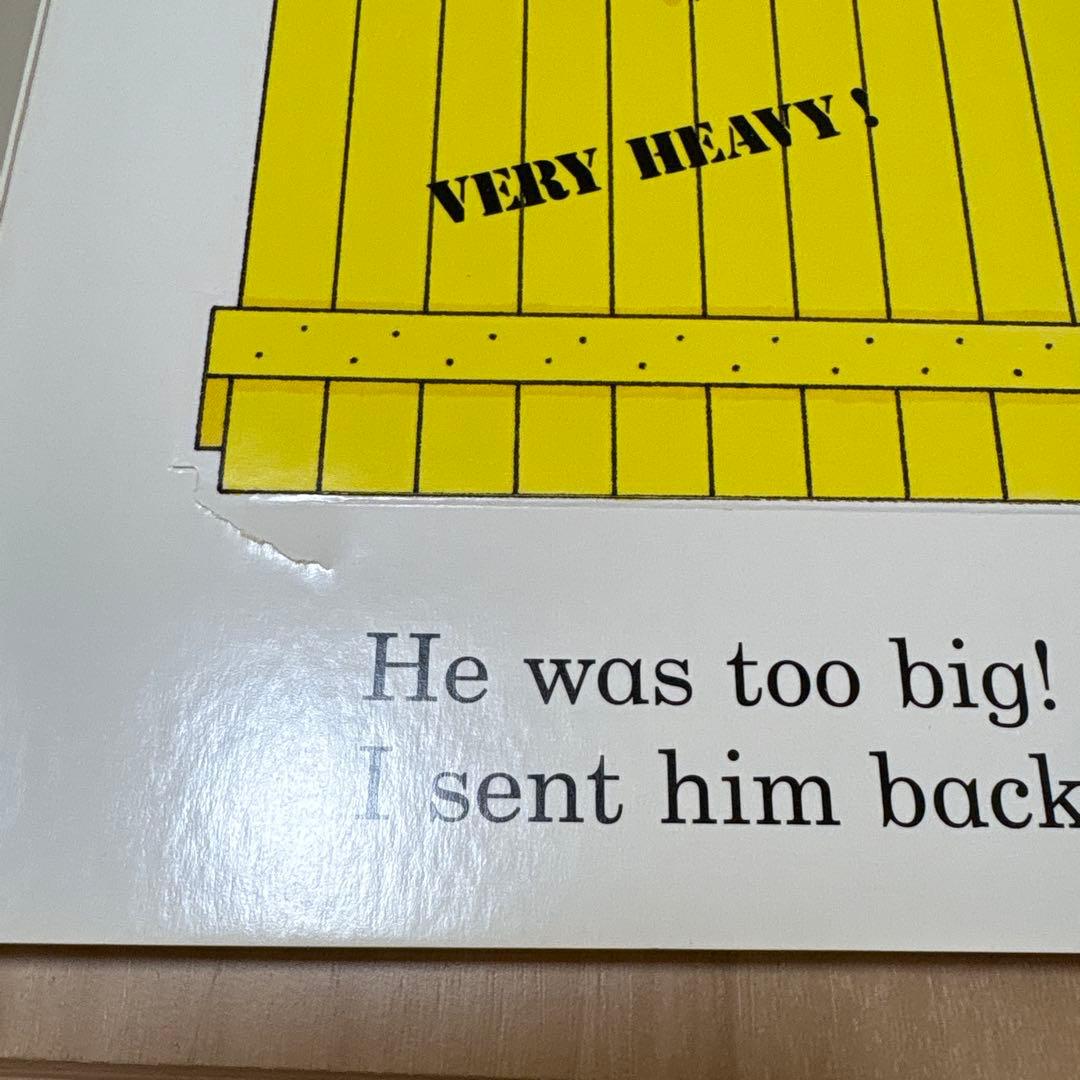 VERY HEAVY!
He was too big!
I sent him back